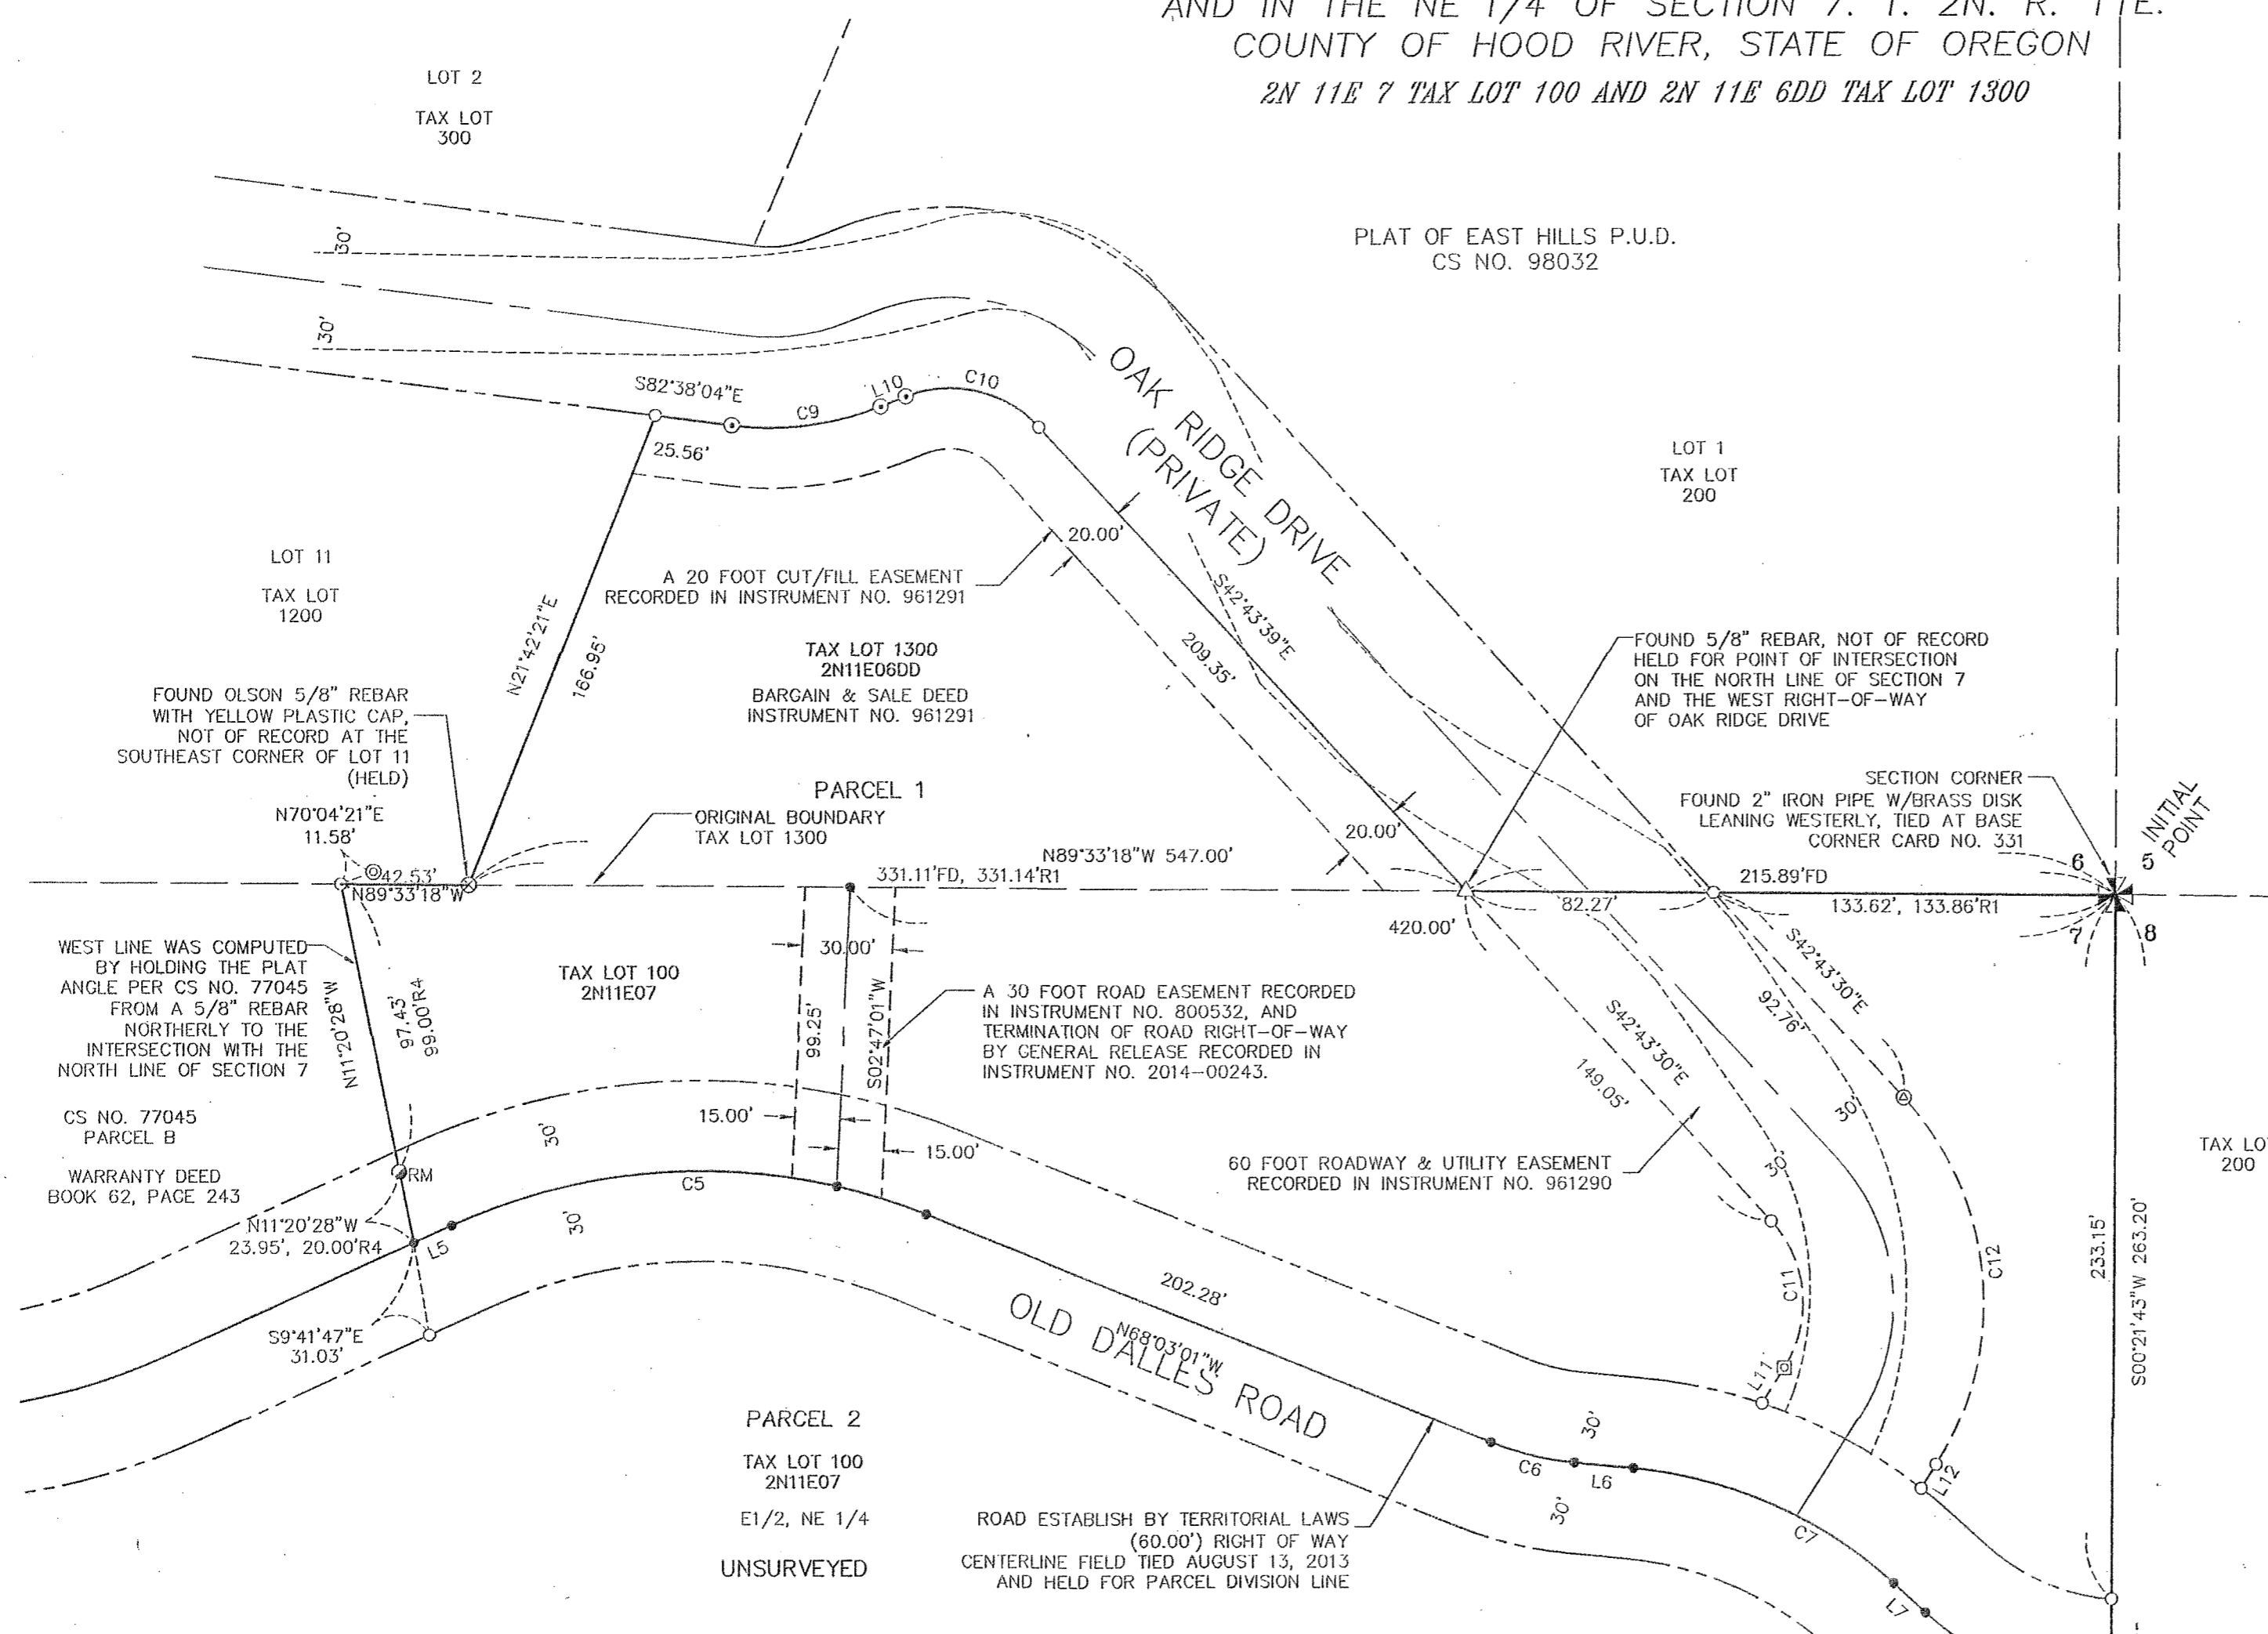 AND IN THE NE 1/4 OF SECTION 7. T. 2N. R. 11E.
COUNTY OF HOOD RIVER, STATE OF OREGON
2N 11E 7 TAX LOT 100 AND 2N 11E 6DD TAX LOT 1300
LOT 2
TAX LOT
300
PLAT OF EAST HILLS P.U.D.
CS NO. 98032
30'
30'
S82°38'04"E
25.56'
C9
L10
C10
OAK RIDGE DRIVE
(PRIVATE)
LOT 1
TAX LOT
200
LOT 11
TAX LOT
1200
20.00'
A 20 FOOT CUT/FILL EASEMENT
RECORDED IN INSTRUMENT NO. 961291
N21°42'21"E
166.95'
S42°43'39"E
209.35'
TAX LOT 1300
2N11E06DD
BARGAIN & SALE DEED
INSTRUMENT NO. 961291
FOUND 5/8" REBAR, NOT OF RECORD
HELD FOR POINT OF INTERSECTION
ON THE NORTH LINE OF SECTION 7
AND THE WEST RIGHT-OF-WAY
OF OAK RIDGE DRIVE
FOUND OLSON 5/8" REBAR
WITH YELLOW PLASTIC CAP,
NOT OF RECORD AT THE
SOUTHEAST CORNER OF LOT 11
(HELD)
SECTION CORNER
FOUND 2" IRON PIPE W/BRASS DISK
LEANING WESTERLY, TIED AT BASE
CORNER CARD NO. 331
INITIAL
POINT
6 5
7 8
PARCEL 1
ORIGINAL BOUNDARY
TAX LOT 1300
N70°04'21"E
11.58'
42.53'
N89°33'18"W
20.00'
N89°33'18"W 547.00'
331.11'FD, 331.14'R1
420.00'
82.27'
215.89'FD
133.62', 133.86'R1
WEST LINE WAS COMPUTED
BY HOLDING THE PLAT
ANGLE PER CS NO. 77045
FROM A 5/8" REBAR
NORTHERLY TO THE
INTERSECTION WITH THE
NORTH LINE OF SECTION 7
N11°20'28"W
97.43'
99.00'R4
TAX LOT 100
2N11E07
30.00'
99.25'
S02°47'01"W
15.00'
15.00'
A 30 FOOT ROAD EASEMENT RECORDED
IN INSTRUMENT NO. 800532, AND
TERMINATION OF ROAD RIGHT-OF-WAY
BY GENERAL RELEASE RECORDED IN
INSTRUMENT NO. 2014-00243.
S42°43'30"E
92.76'
S42°43'30"E
149.05'
30'
30'
60 FOOT ROADWAY & UTILITY EASEMENT
RECORDED IN INSTRUMENT NO. 961290
CS NO. 77045
PARCEL B
WARRANTY DEED
BOOK 62, PAGE 243
RM
N11°20'28"W
23.95', 20.00'R4
L5
30'
30'
C5
S9°41'47"E
31.03'
202.28'
N68°03'01"W
OLD DALLES ROAD
C11
C12
L11
L12
233.15'
S00°21'43"W 263.20'
TAX LO
200
PARCEL 2
TAX LOT 100
2N11E07
E1/2, NE 1/4
UNSURVEYED
30'
30'
C6
L6
C7
L7
ROAD ESTABLISH BY TERRITORIAL LAWS
(60.00') RIGHT OF WAY
CENTERLINE FIELD TIED AUGUST 13, 2013
AND HELD FOR PARCEL DIVISION LINE